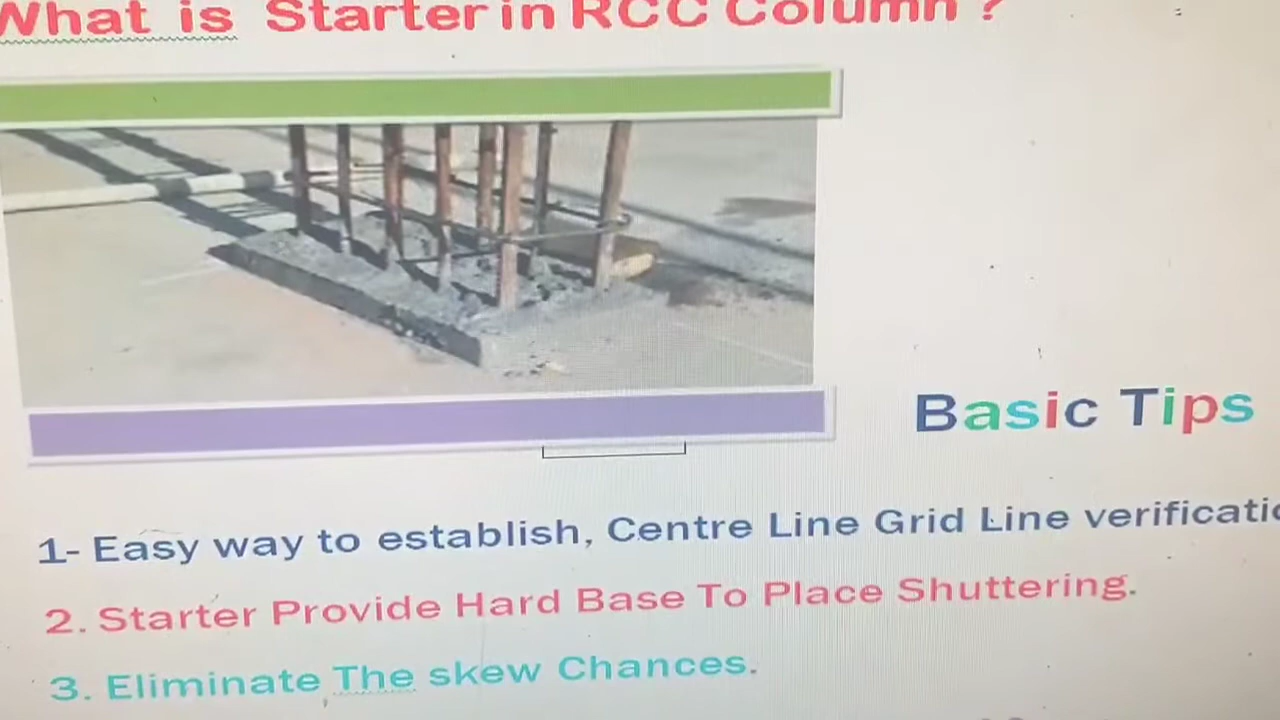 What is Starter in RCC Column ?
Basic Tips
1- Easy way to establish, Centre Line Grid Line verificatic
2. Starter Provide Hard Base To Place Shuttering.
3. Eliminate The skew Chances.